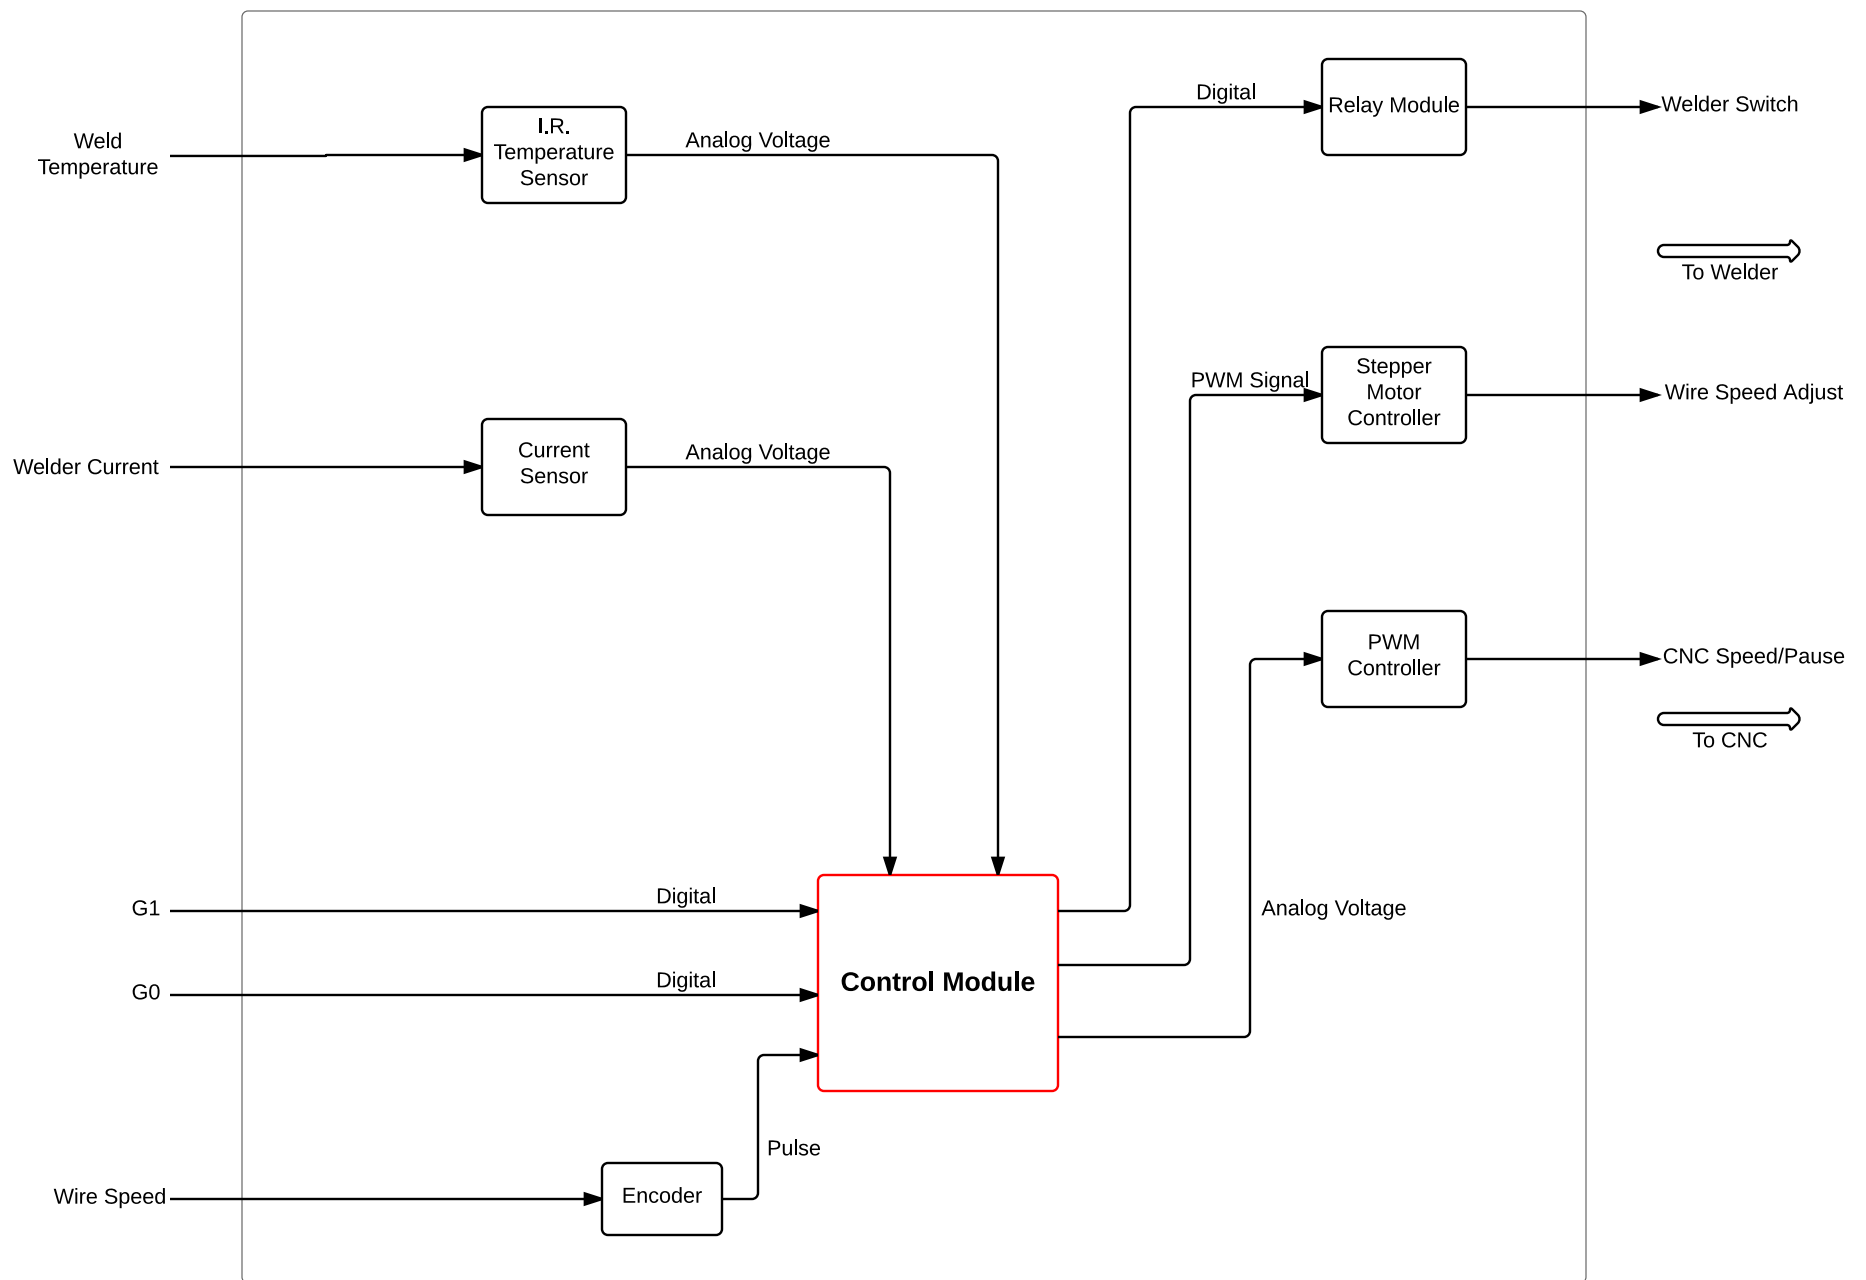 Digital
Relay Module
Welder Switch
Weld
Temperature
I.R.
Temperature
Sensor
Analog Voltage
To Welder
PWM Signal
Stepper
Motor
Controller
Wire Speed Adjust
Welder Current
Current
Sensor
Analog Voltage
PWM
Controller
CNC Speed/Pause
To CNC
G1
Digital
Analog Voltage
G0
Digital
Control Module
Pulse
Wire Speed
Encoder